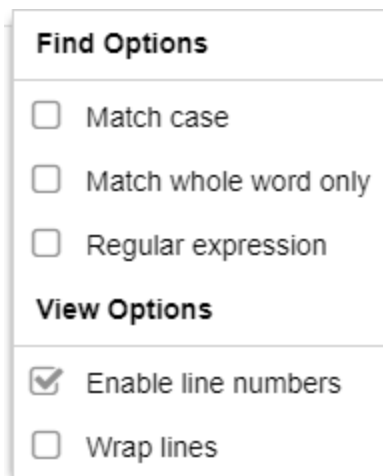 Find Options
Match case
Match whole word only
Regular expression
View Options
Enable line numbers
Wrap lines